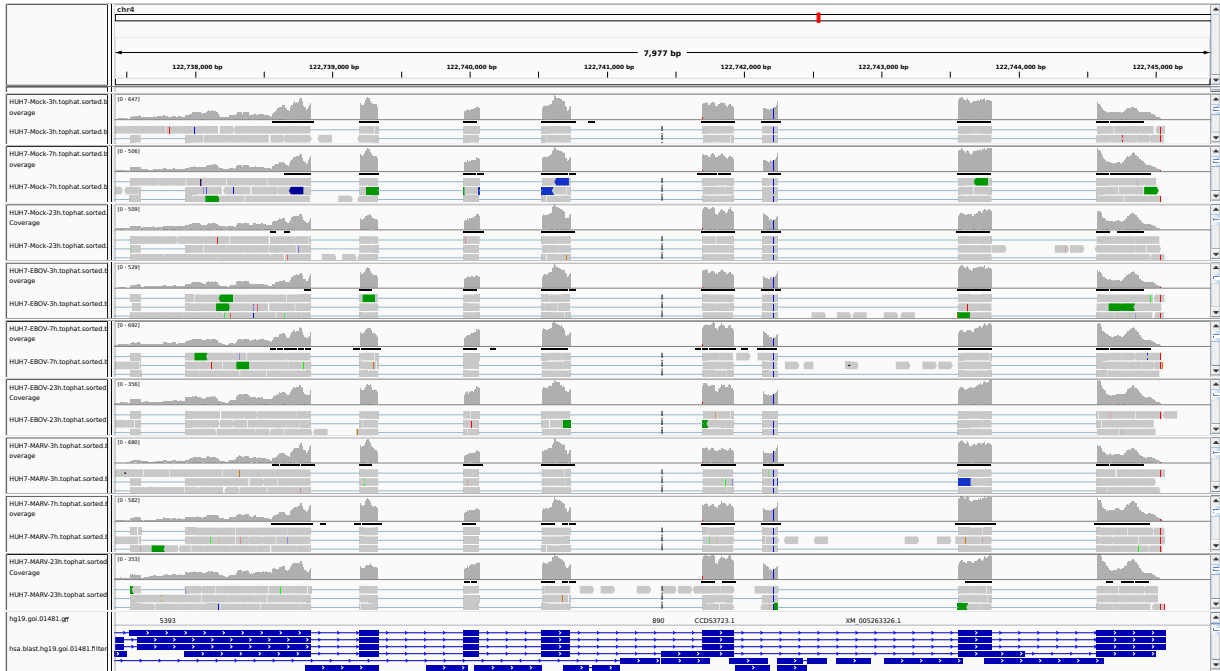 chr4
7,977 bp
122,738,000 bp 122,739,000 bp 122,740,000 bp 122,741,000 bp 122,742,000 bp 122,743,000 bp 122,744,000 bp 122,745,000 bp
HUH7-Mock-3h.tophat.sorted.b
overage
[0 - 647]
HUH7-Mock-3h.tophat.sorted.b
HUH7-Mock-7h.tophat.sorted.b
overage
[0 - 506]
HUH7-Mock-7h.tophat.sorted.b
HUH7-Mock-23h.tophat.sorted.
Coverage
[0 - 509]
HUH7-Mock-23h.tophat.sorted.
HUH7-EBOV-3h.tophat.sorted.b
overage
[0 - 529]
HUH7-EBOV-3h.tophat.sorted.b
HUH7-EBOV-7h.tophat.sorted.b
overage
[0 - 692]
HUH7-EBOV-7h.tophat.sorted.b
HUH7-EBOV-23h.tophat.sorted.
Coverage
[0 - 356]
HUH7-EBOV-23h.tophat.sorted.
HUH7-MARV-3h.tophat.sorted.b
overage
[0 - 680]
HUH7-MARV-3h.tophat.sorted.b
HUH7-MARV-7h.tophat.sorted.b
overage
[0 - 582]
HUH7-MARV-7h.tophat.sorted.b
HUH7-MARV-23h.tophat.sorted.
Coverage
[0 - 353]
HUH7-MARV-23h.tophat.sorted.
hg19.goi.01481.gff
5393 890 CCDS3723.1 XM_005263326.1
hsa.blast.hg19.goi.01481.filter